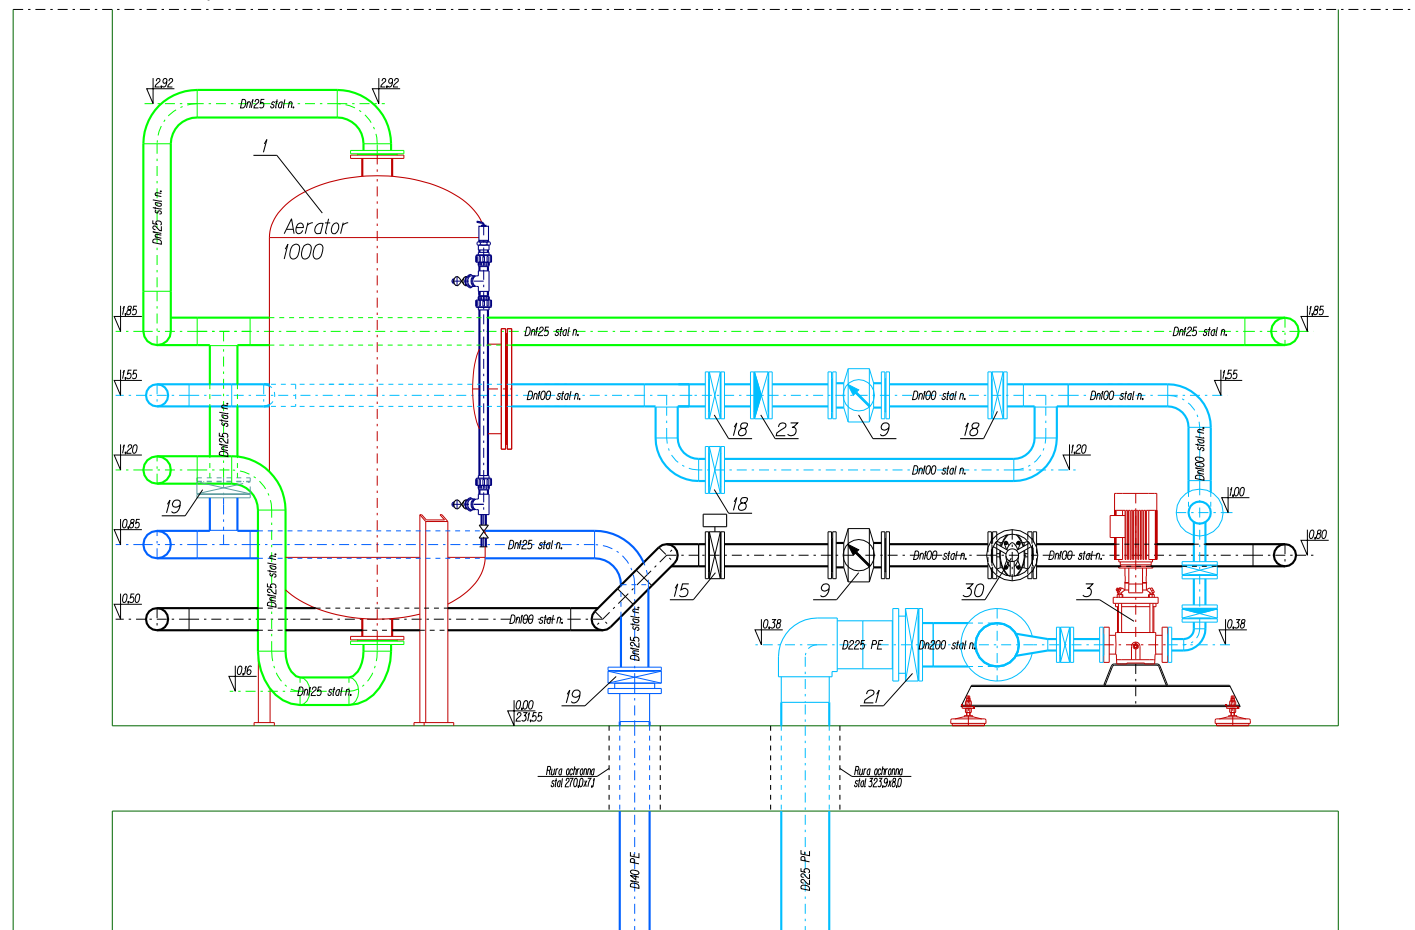 2,92
2,92
Dn125 stal n.
1
Dn125 stal n.
Aerator
1000
1,85
Dn125 stal n.
Dn125 stal n.
1,85
1,55
Dn100 stal n.
Dn100 stal n.
Dn100 stal n.
1,55
18
23
9
18
Dn125 stal n.
Dn100 stal n.
1,20
Dn100 stal n.
1,20
19
18
1,00
0,85
Dn125 stal n.
Dn100 stal n.
Dn100 stal n.
0,80
15
9
30
3
Dn125 stal n.
0,50
Dn100 stal n.
Dn125 stal n.
0,38
D225 PE
Dn200 stal n.
0,38
0,16
Dn125 stal n.
19
21
0,00
231,55
Rura ochronna
stal 270,0x7,1
Rura ochronna
stal 323,9x8,0
D140 PE
D225 PE